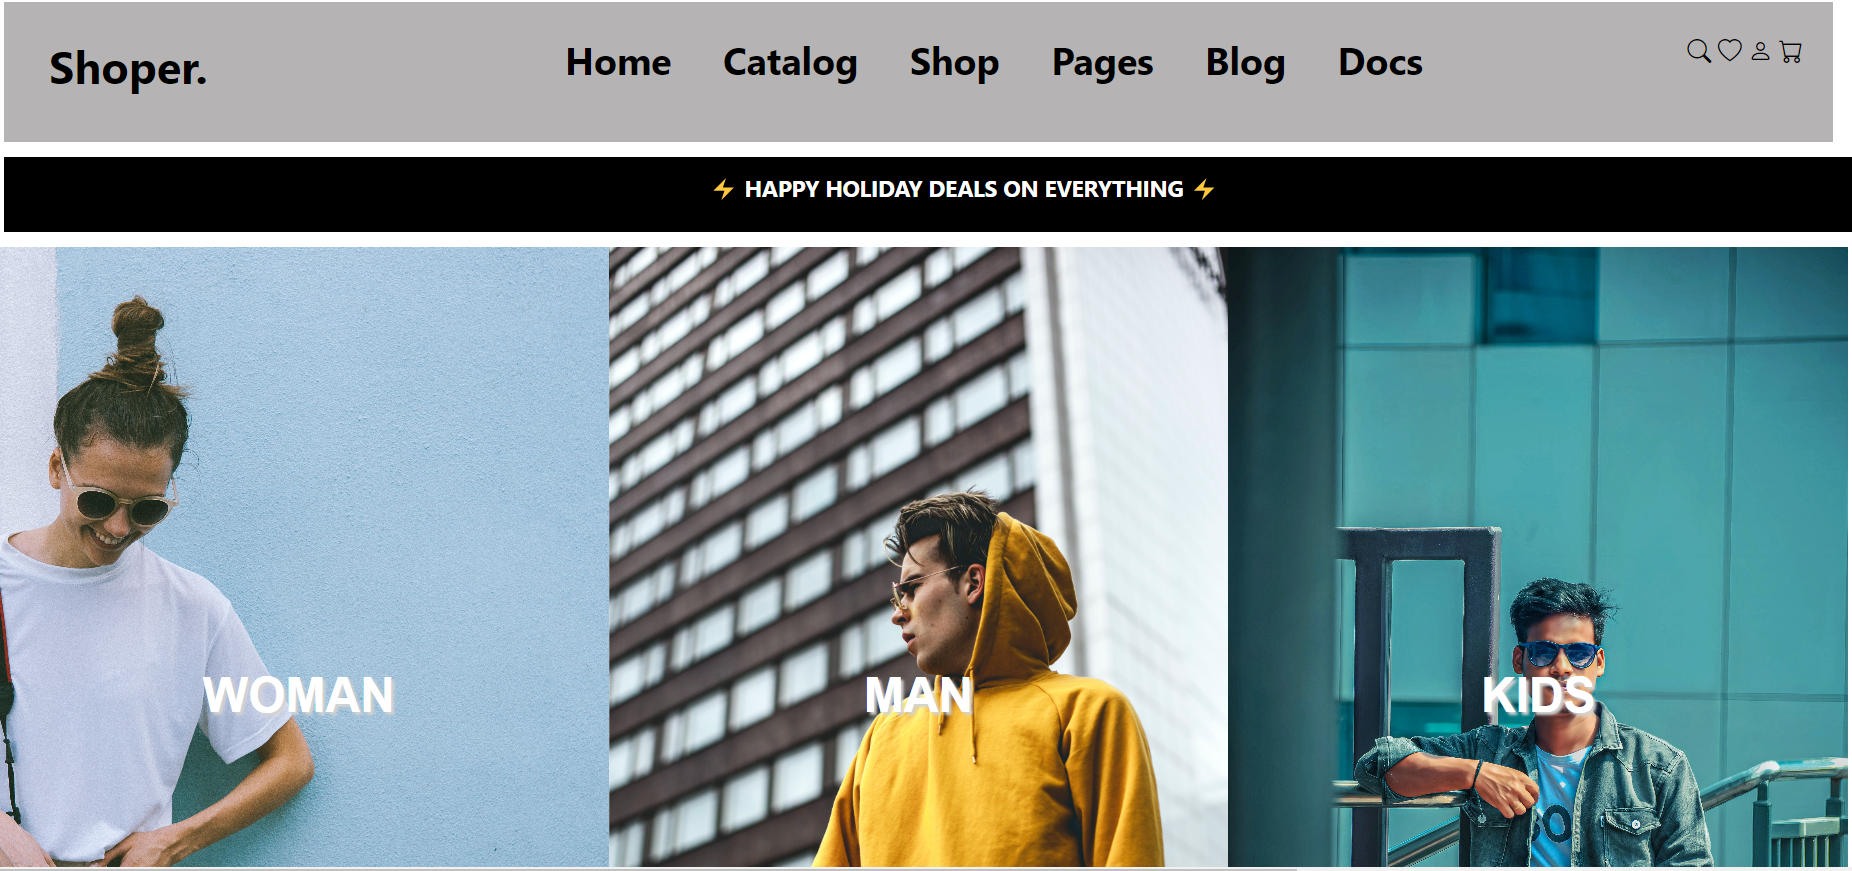 Shoper.
Home Catalog Shop Pages Blog Docs
⚡ HAPPY HOLIDAY DEALS ON EVERYTHING ⚡
WOMAN
MAN
KIDS